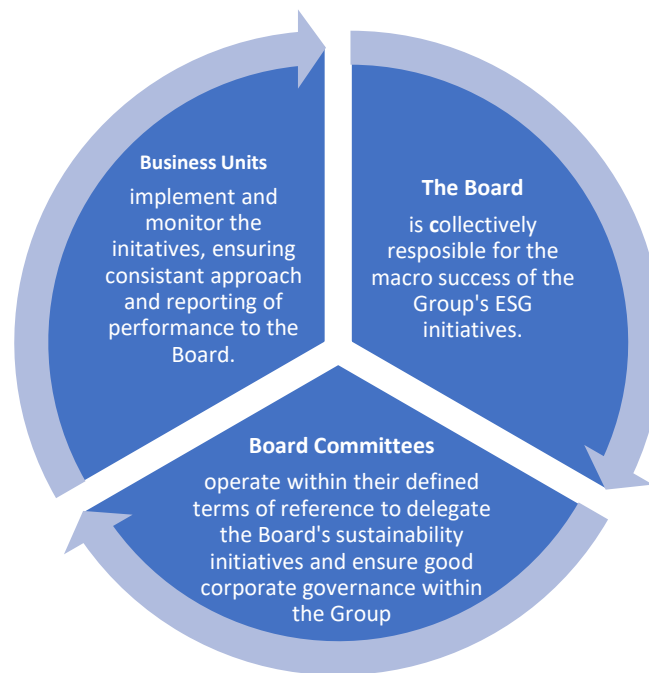 Business Units
implement and
monitor the
initatives, ensuring
consistant approach
and reporting of
performance to the
Board.
The Board
is collectively
resposible for the
macro success of the
Group's ESG
initiatives.
Board Committees
operate within their defined
terms of reference to delegate
the Board's sustainability
initiatives and ensure good
corporate governance within
the Group